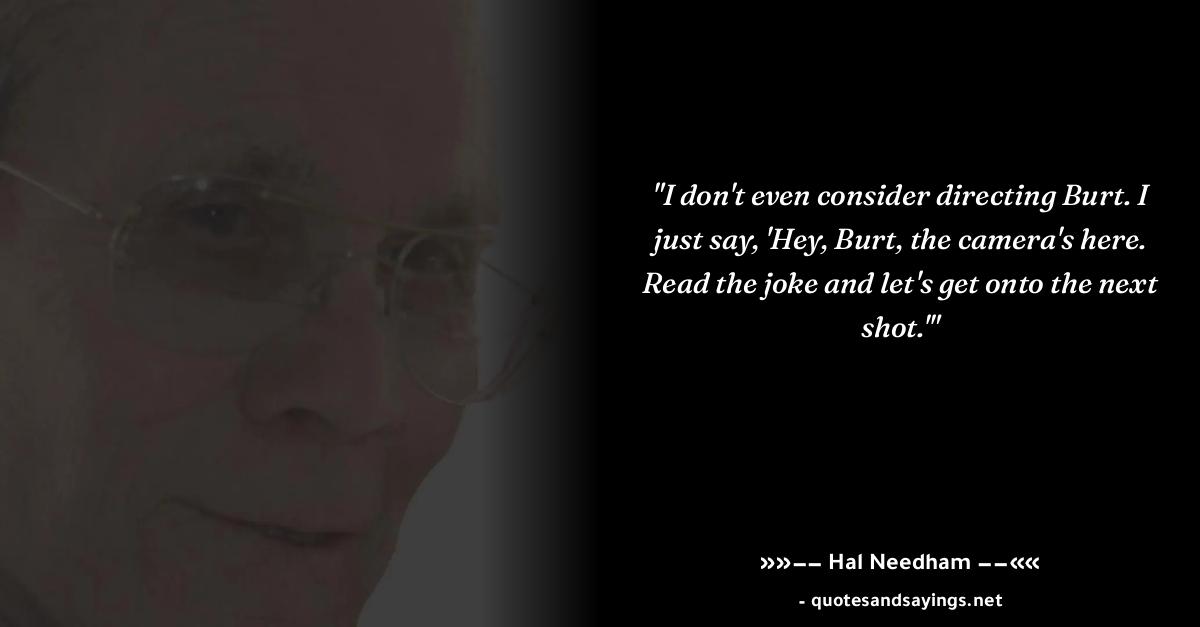 "I don't even consider directing Burt. I
just say, 'Hey, Burt, the camera's here.
Read the joke and let's get onto the next
shot.'"
»»−− Hal Needham −−««
- quotesandsayings.net